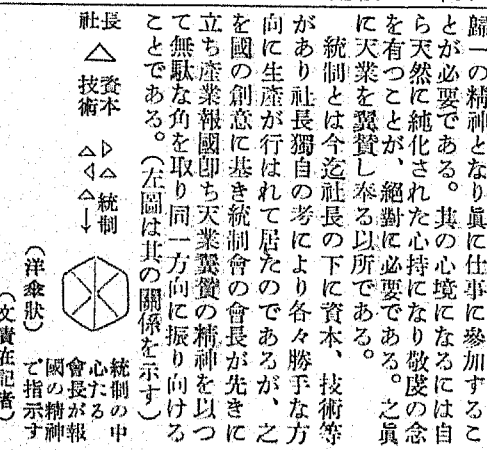 歸一の精神となり眞に仕事に參加するこ
とが必要である。其の心境になるには自
ら天然に純化された心持になり敬虔の念
を有つことが、絕對に必要である。之眞
に天業を翼賛し奉る以所である。
統制とは今迄社長の下に資本、技術等
があり社長獨自の考により各々勝手な方
向に生產が行はれて居たのであるが、之
を國の創意に基き統制會の會長が先きに
立ち產業報國卽ち天業翼賛の精神を以つ
て無駄な角を取り同一方向に振り向ける
ことである。（左圖は其の關係を示す）
社長
資本
技術
統制
（洋傘狀）
統制の中
心たる
會長が報
國の精神
で指示す
（文責在記者）